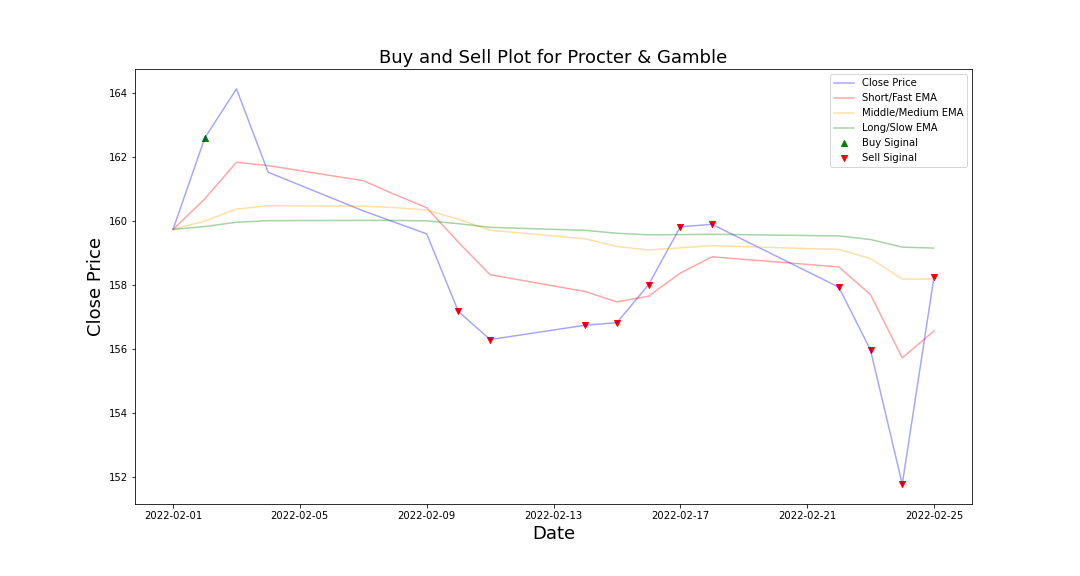 Buy and Sell Plot for Procter & Gamble
Close Price
Short/Fast EMA
Middle/Medium EMA
Long/Slow EMA
Buy Siginal
Sell Siginal
Close Price
164
162
160
158
156
154
152
2022-02-01
2022-02-05
2022-02-09
2022-02-13
2022-02-17
2022-02-21
2022-02-25
Date